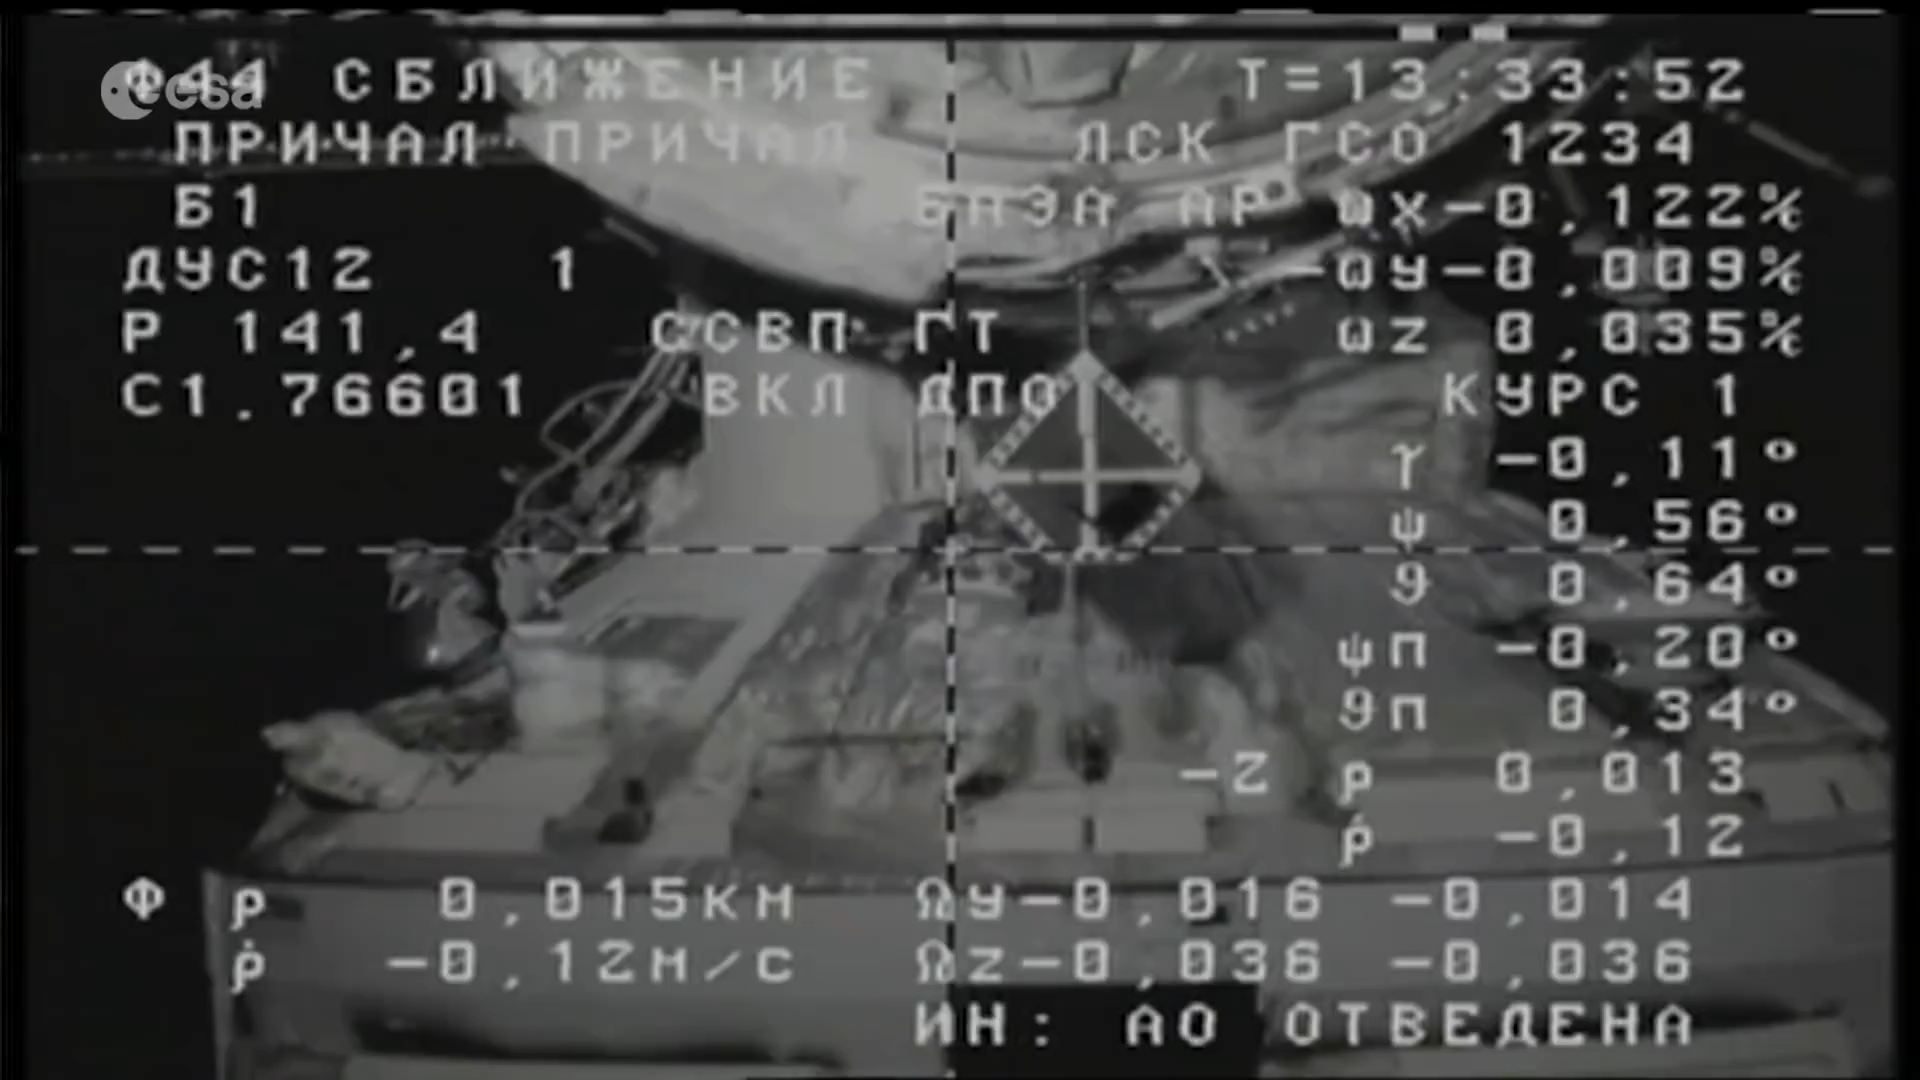 esa
Ф44 СБЛИЖЕНИЕ T=13:33:52
ПРИЧАЛ ПРИЧАЛ ЛСК ГСО 1234
Б1 БАЗА АР ωx-0,122°/c
ДУС12 1 -ωy-0,009°/c
Р 141,4 ССВП ГТ ωz 0,035°/c
С1.76601 ВКЛ ДПО КУРС 1
γ -0,11°
ψ 0,56°
ϑ 0,64°
ψп -0,20°
ϑп 0,34°
-Z ρ 0,013
ρ̇ -0,12
Ф ρ 0,015км Ωy-0,016 -0,014
ρ̇ -0,12м/с Ωz-0,036 -0,036
ИН: АО ОТВЕДЕНА